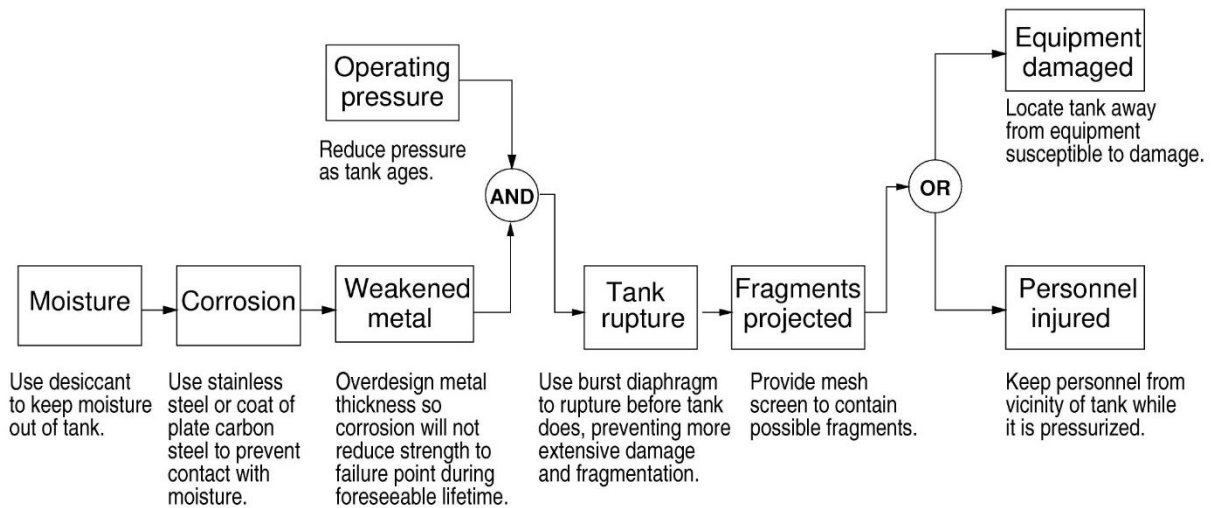 Operating
pressure
Reduce pressure
as tank ages.
AND
OR
Equipment
damaged
Locate tank away
from equipment
susceptible to damage.
Moisture
Use desiccant
to keep moisture
out of tank.
Corrosion
Use stainless
steel or coat of
plate carbon
steel to prevent
contact with
moisture.
Weakened
metal
Overdesign metal
thickness so
corrosion will not
reduce strength to
failure point during
foreseeable lifetime.
Tank
rupture
Use burst diaphragm
to rupture before tank
does, preventing more
extensive damage
and fragmentation.
Fragments
projected
Provide mesh
screen to contain
possible fragments.
Personnel
injured
Keep personnel from
vicinity of tank while
it is pressurized.